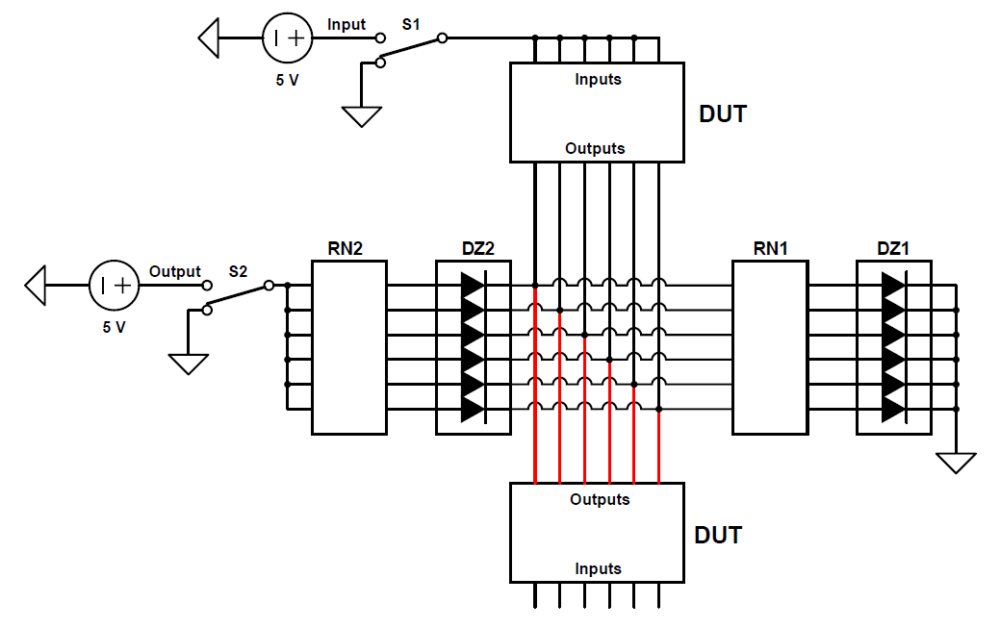 Input S1
5 V
Inputs
DUT
Outputs
RN2 DZ2 RN1 DZ1
Output S2
5 V
Outputs
DUT
Inputs